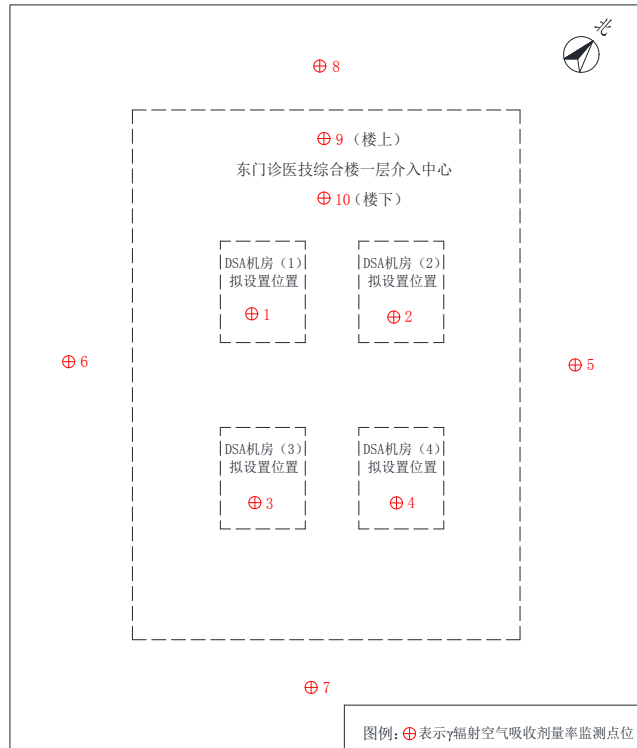 北
8
9（楼上）
东门诊医技综合楼一层介入中心
10（楼下）
DSA机房（1）
拟设置位置
1
DSA机房（2）
拟设置位置
2
6
5
DSA机房（3）
拟设置位置
3
DSA机房（4）
拟设置位置
4
7
图例：⊕表示γ辐射空气吸收剂量率监测点位